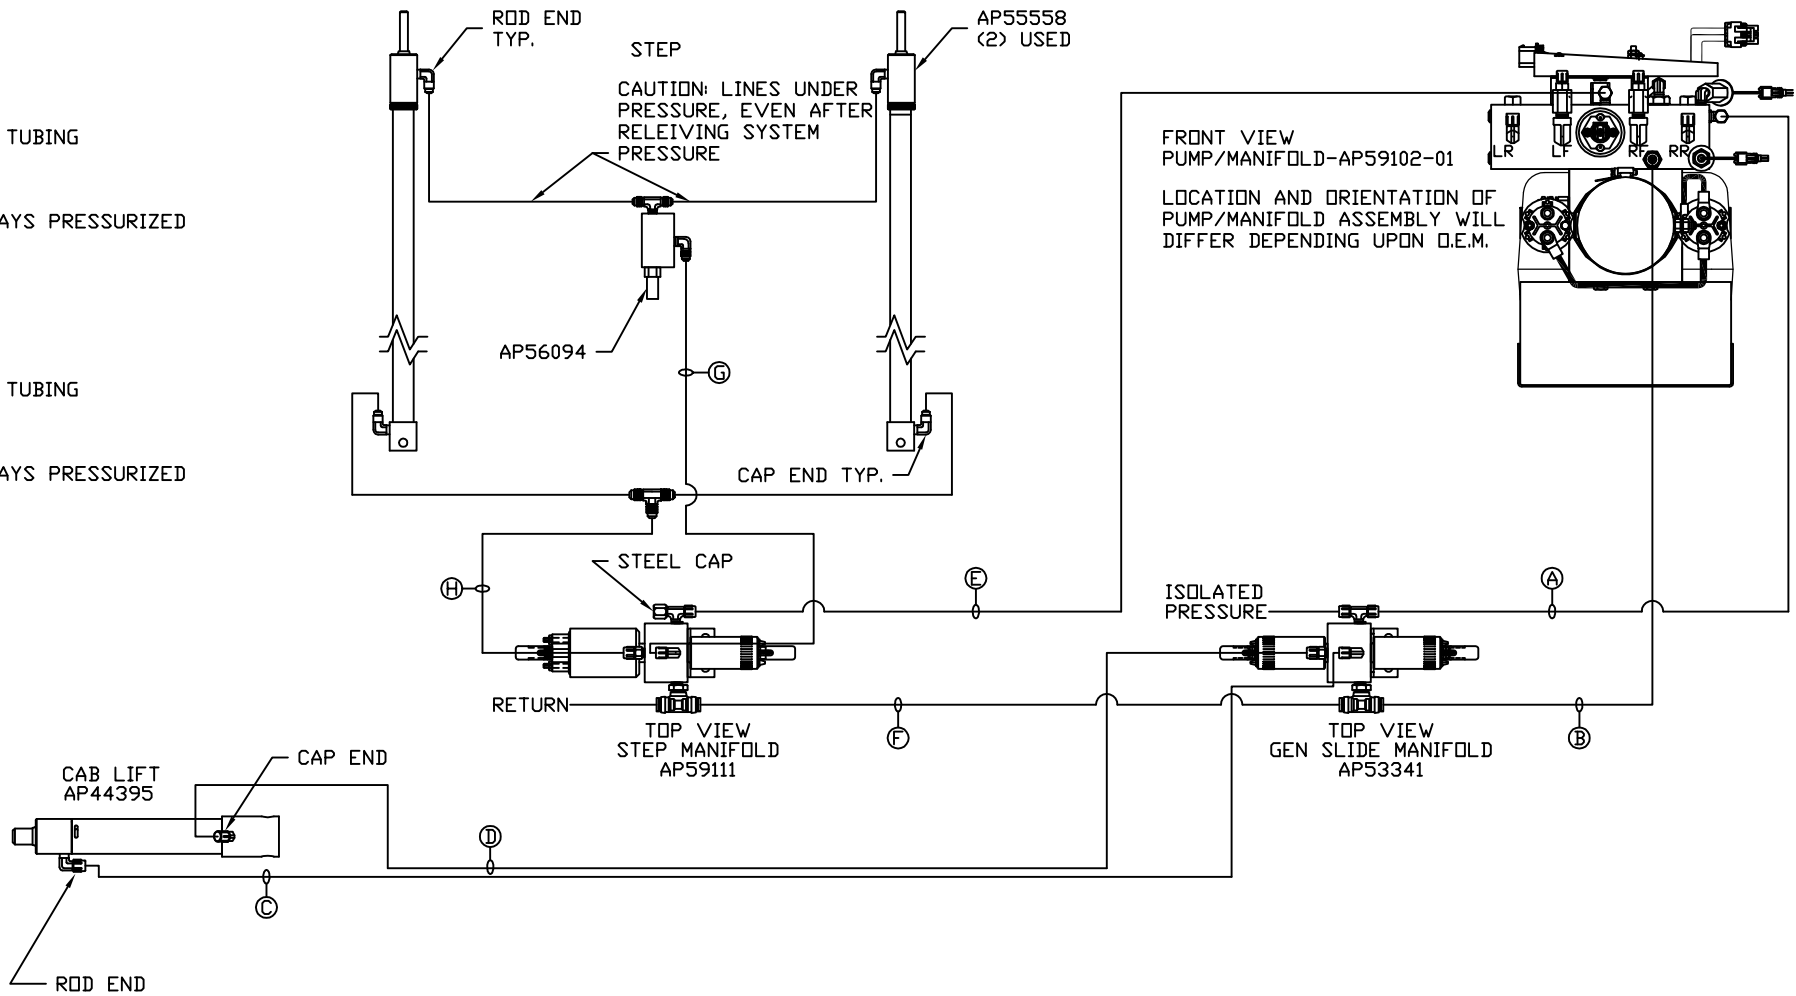 TUBING
AYS PRESSURIZED
TUBING
AYS PRESSURIZED
ROD END
TYP.
STEP
CAUTION: LINES UNDER
PRESSURE, EVEN AFTER
RELEIVING SYSTEM
PRESSURE
AP55558
(2) USED
FRONT VIEW
PUMP/MANIFOLD-AP59102-01
LOCATION AND ORIENTATION OF
PUMP/MANIFOLD ASSEMBLY WILL
DIFFER DEPENDING UPON O.E.M.
LR
LF
RF
RR
AP56094
G
CAP END TYP.
STEEL CAP
H
E
ISOLATED
PRESSURE
A
RETURN
TOP VIEW
STEP MANIFOLD
AP59111
F
TOP VIEW
GEN SLIDE MANIFOLD
AP53341
B
CAB LIFT
AP44395
CAP END
D
C
ROD END